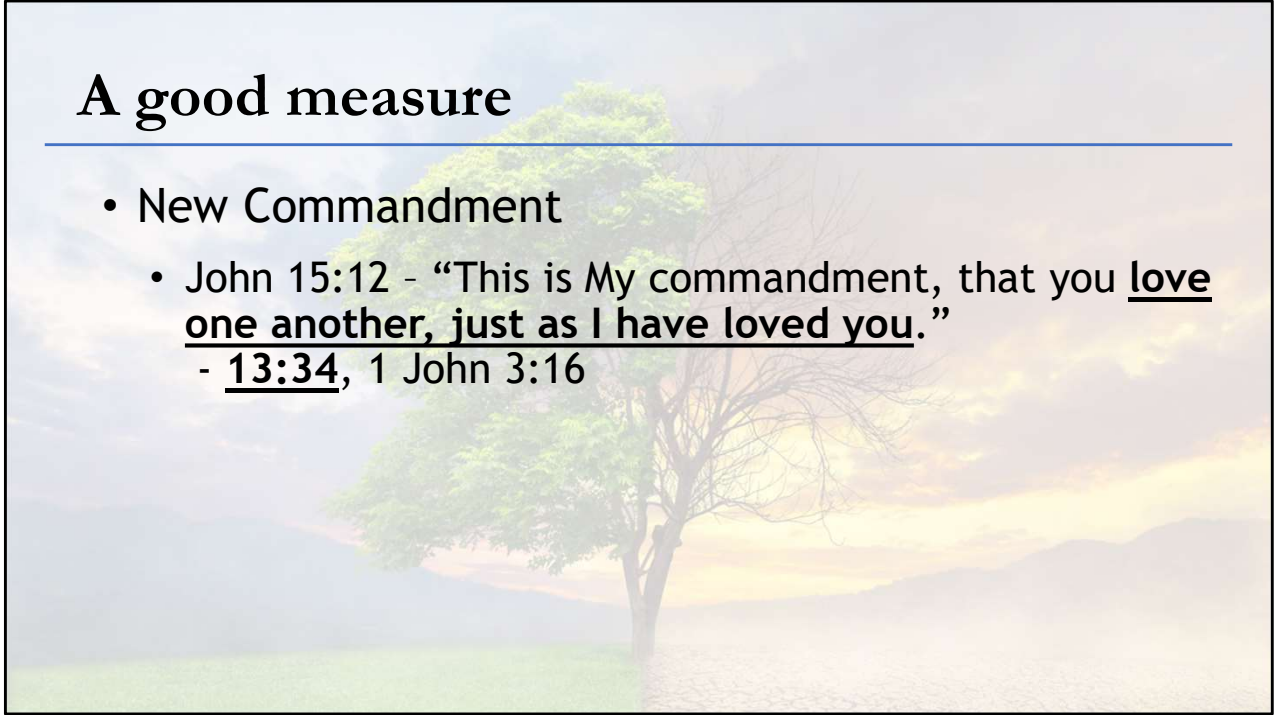 A good measure
• New Commandment
• John 15:12 – “This is My commandment, that you love
one another, just as I have loved you.”
- 13:34, 1 John 3:16